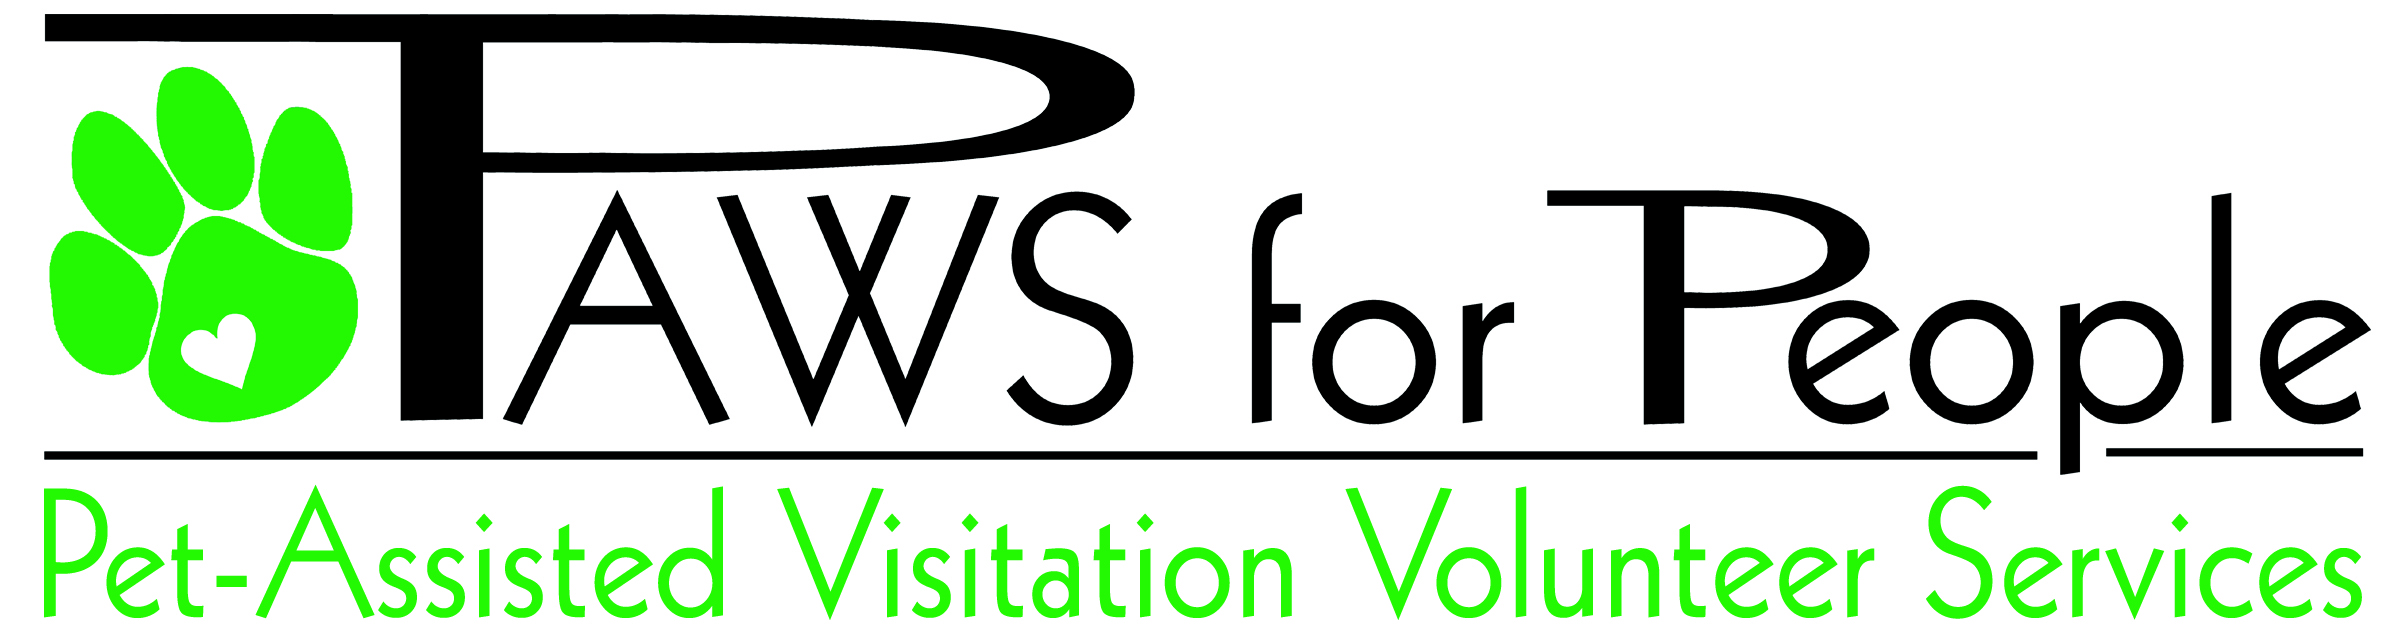 PAWS for People
Pet-Assisted Visitation Volunteer Services